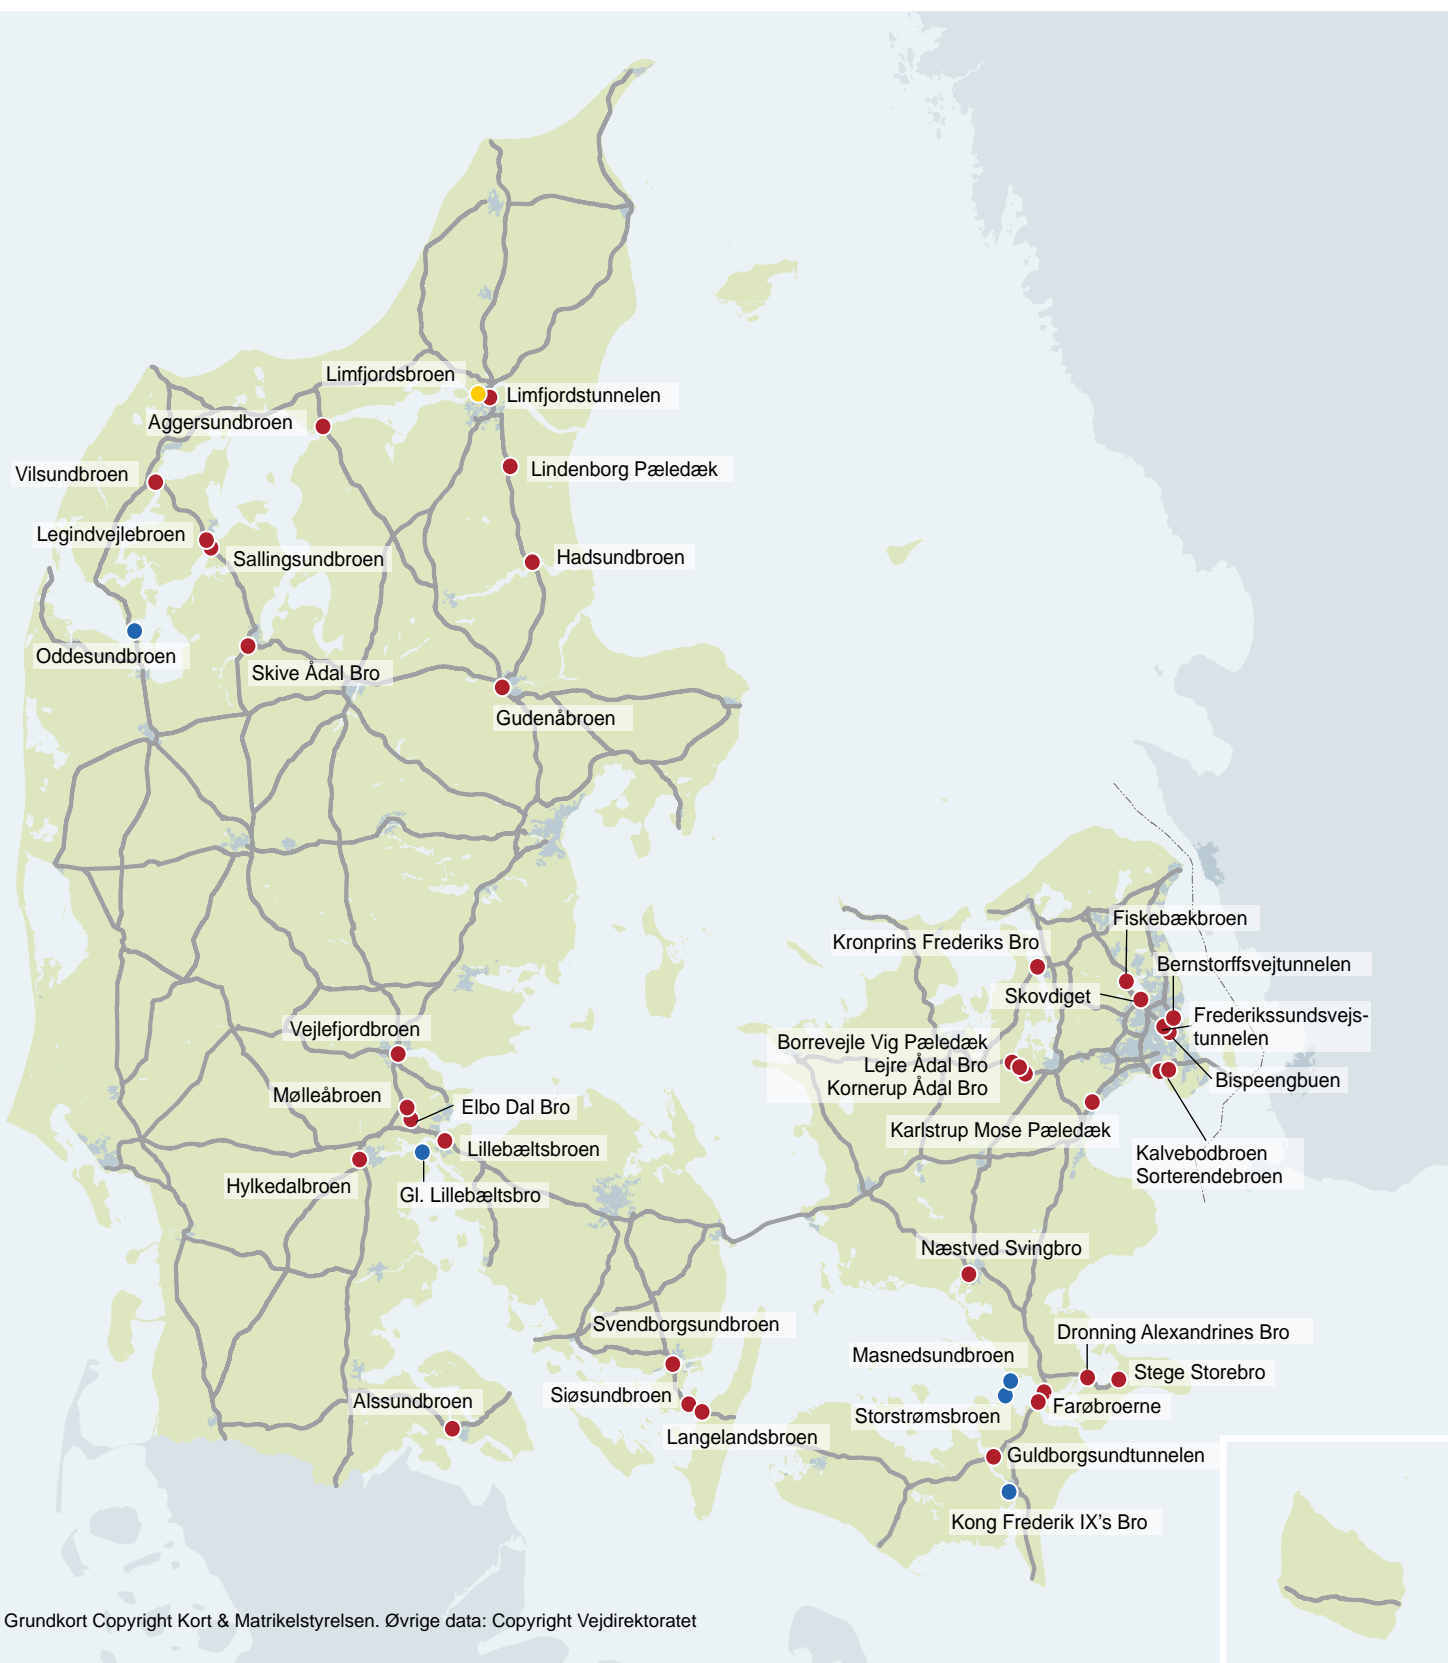 Limfjordsbroen
Limfjordstunnelen
Aggersundbroen
Vilsundbroen
Lindenborg Pæledæk
Legindvejlebroen
Sallingsundbroen
Hadsundbroen
Oddesundbroen
Skive Ådal Bro
Gudenåbroen
Fiskebækbroen
Kronprins Frederiks Bro
Bernstorffsvejtunnelen
Skovdiget
Frederikssundsvejs-
tunnelen
Vejlefjordbroen
Borrevejle Vig Pæledæk
Lejre Ådal Bro
Kornerup Ådal Bro
Bispeengbuen
Mølleåbroen
Elbo Dal Bro
Karlstrup Mose Pæledæk
Lillebæltsbroen
Kalvebodbroen
Sorterendebroen
Hylkedalbroen
Gl. Lillebæltsbro
Næstved Svingbro
Svendborgsundbroen
Dronning Alexandrines Bro
Masnedsundbroen
Stege Storebro
Siøsundbroen
Alssundbroen
Farøbroerne
Storstrømsbroen
Langelandsbroen
Guldborgsundtunnelen
Kong Frederik IX's Bro
Grundkort Copyright Kort & Matrikelstyrelsen. Øvrige data: Copyright Vejdirektoratet